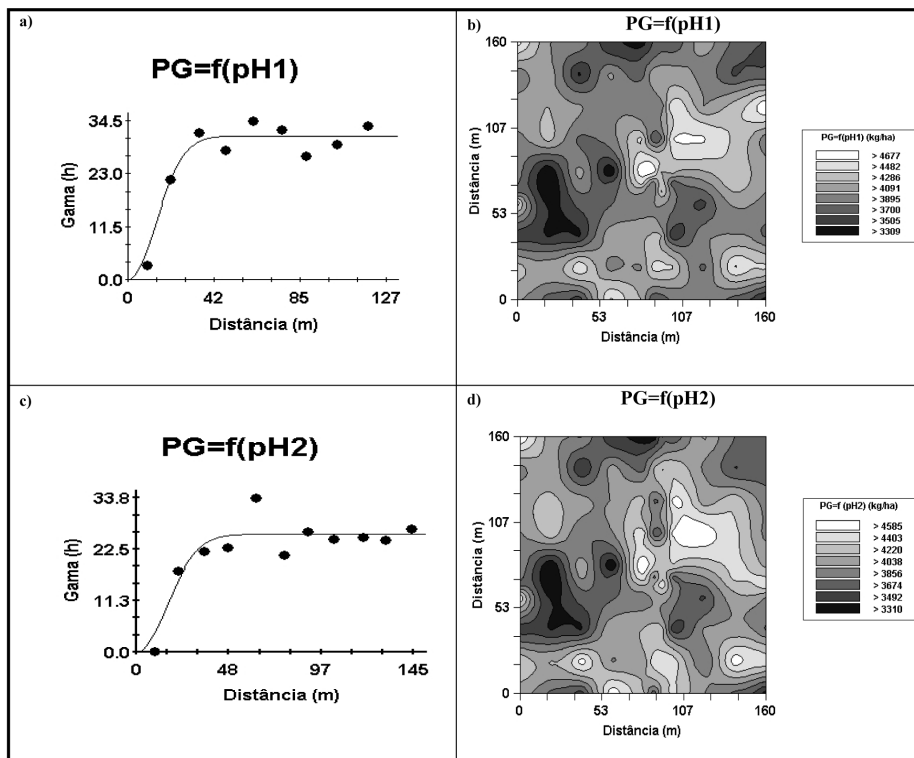 a)
PG=f(pH1)
34.5
23.0
11.5
0.0
Gama (h)
0
42
85
127
Distância (m)
b)
PG=f(pH1)
160
107
53
0
Distância (m)
0
53
107
160
Distância (m)
PG=f(pH1) (kg/ha)
> 4677
> 4482
> 4286
> 4091
> 3895
> 3700
> 3505
> 3309
c)
PG=f(pH2)
33.8
22.5
11.3
0.0
Gama (h)
0
48
97
145
Distância (m)
d)
PG=f(pH2)
160
107
53
0
Distância (m)
0
53
107
160
Distância (m)
PG=f (pH2) (kg/ha)
> 4585
> 4403
> 4220
> 4038
> 3856
> 3674
> 3492
> 3310